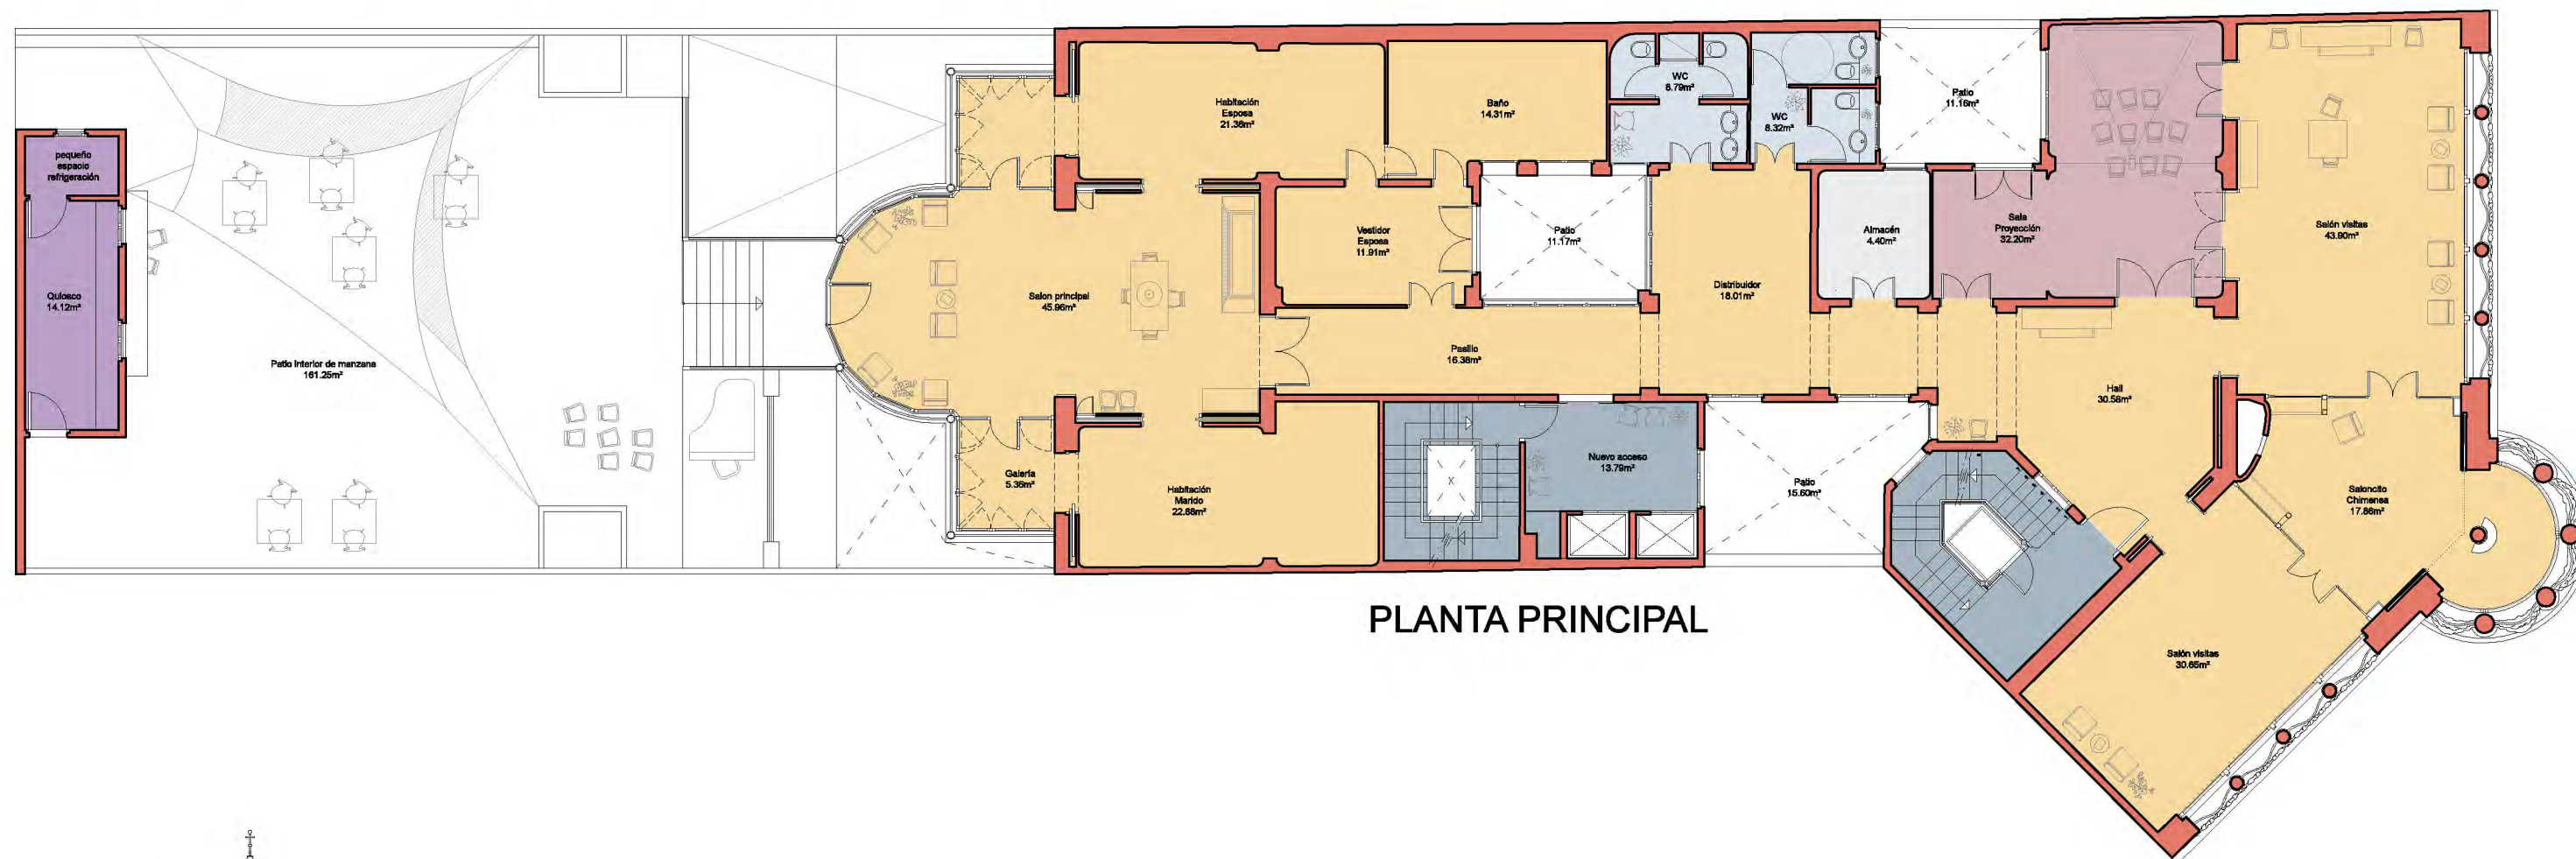 pequeño
espacio
refrigeración
Quiosco
14.12m²
Patio interior de manzana
161.25m²
Salon principal
45.96m²
Galería
5.36m²
Habitación
Esposa
21.36m²
Baño
14.31m²
Vestidor
Esposa
11.91m²
Patio
11.17m²
Pasillo
16.38m²
Habitación
Marido
22.68m²
Nuevo acceso
13.79m²
WC
8.79m²
WC
8.32m²
Distribuidor
18.01m²
Patio
11.16m²
Almacén
4.40m²
Sala
Proyección
32.20m²
Salón visitas
43.90m²
Hall
30.58m²
Patio
15.60m²
Saloncito
Chimenea
17.86m²
Salón visitas
30.65m²
X
PLANTA PRINCIPAL